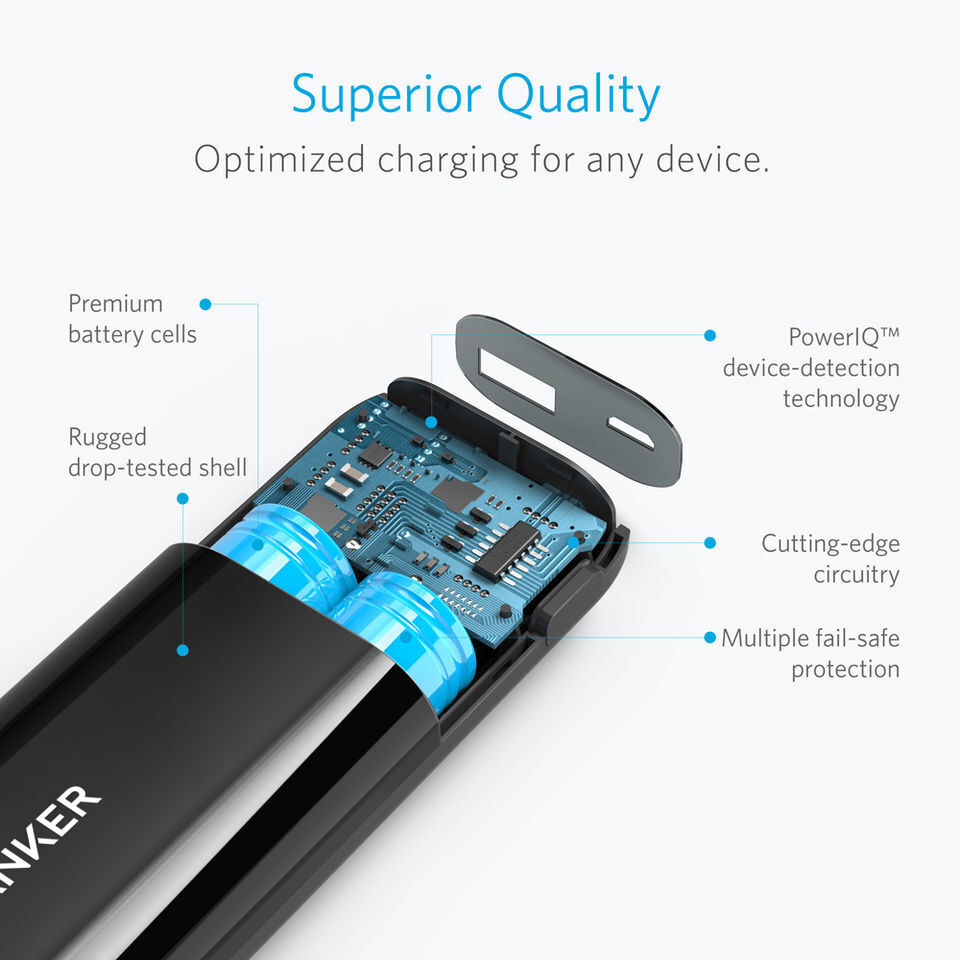 Superior Quality
Optimized charging for any device.
Premium
battery cells
Rugged
drop-tested shell
PowerIQ™
device-detection
technology
Cutting-edge
circuitry
Multiple fail-safe
protection
NKER